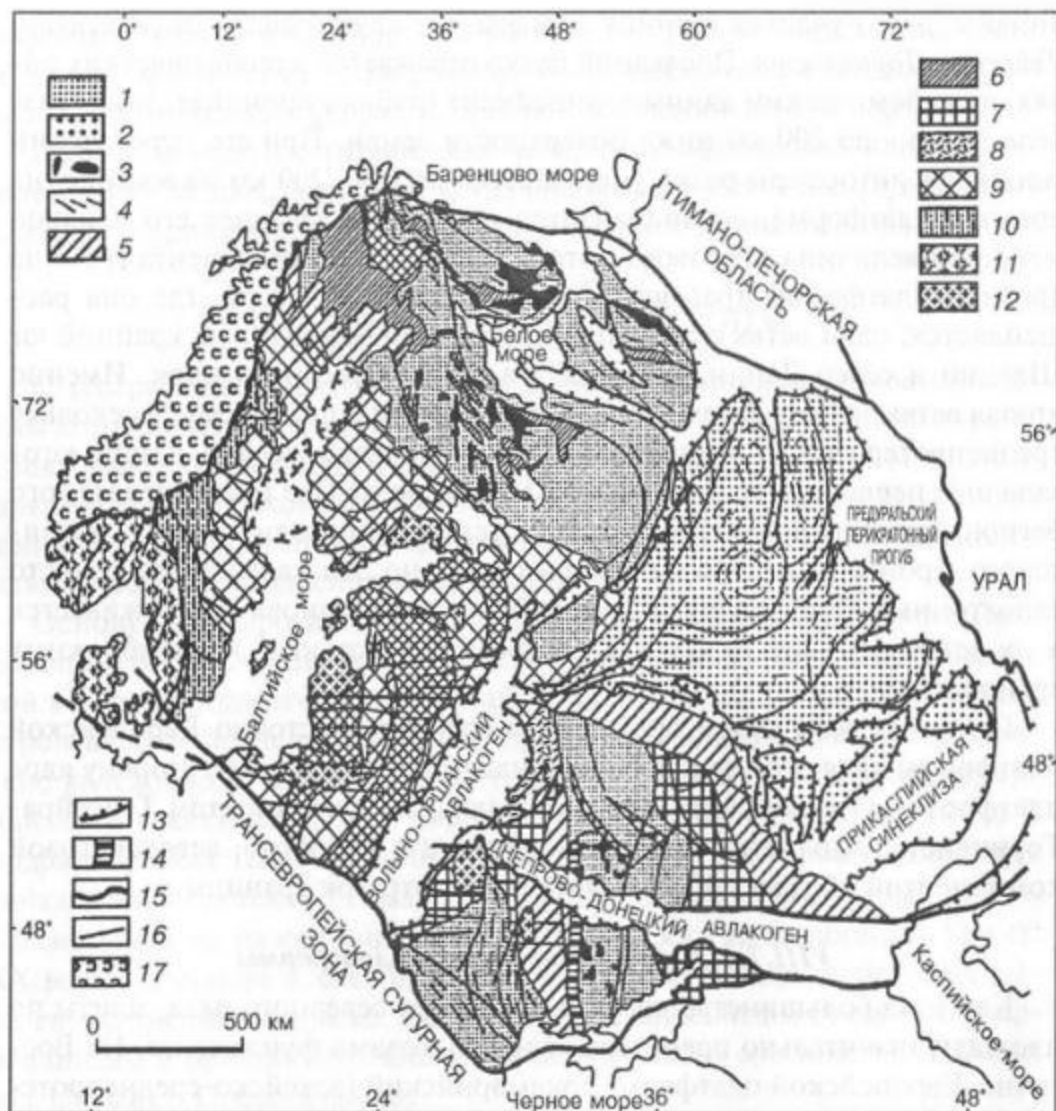 0° 12° 24° 36° 48° 60° 72°
1
2
3
4
5
6
7
8
9
10
11
12
Баренцово море
ТИМАНО-ПЕЧОРСКАЯ
ОБЛАСТЬ
Белое
море
72°
56°
ПРЕДУРАЛЬСКИЙ
ПЕРИКРАТОННЫЙ
ПРОГИБ
УРАЛ
Балтийское море
56°
ВОЛЫНО-ОРШАНСКИЙ
АВЛАКОГЕН
48°
ПРИКАСПИЙСКАЯ
СИНЕКЛИЗА
13
14
15
16
17
ТРАНСЕВРОПЕЙСКАЯ СУТУРНАЯ
ЗОНА
ДНЕПРОВО-ДОНЕЦКИЙ АВЛАКОГЕН
48°
Каспийское море
0 500 км
12° 24° Черное море 36° 48°